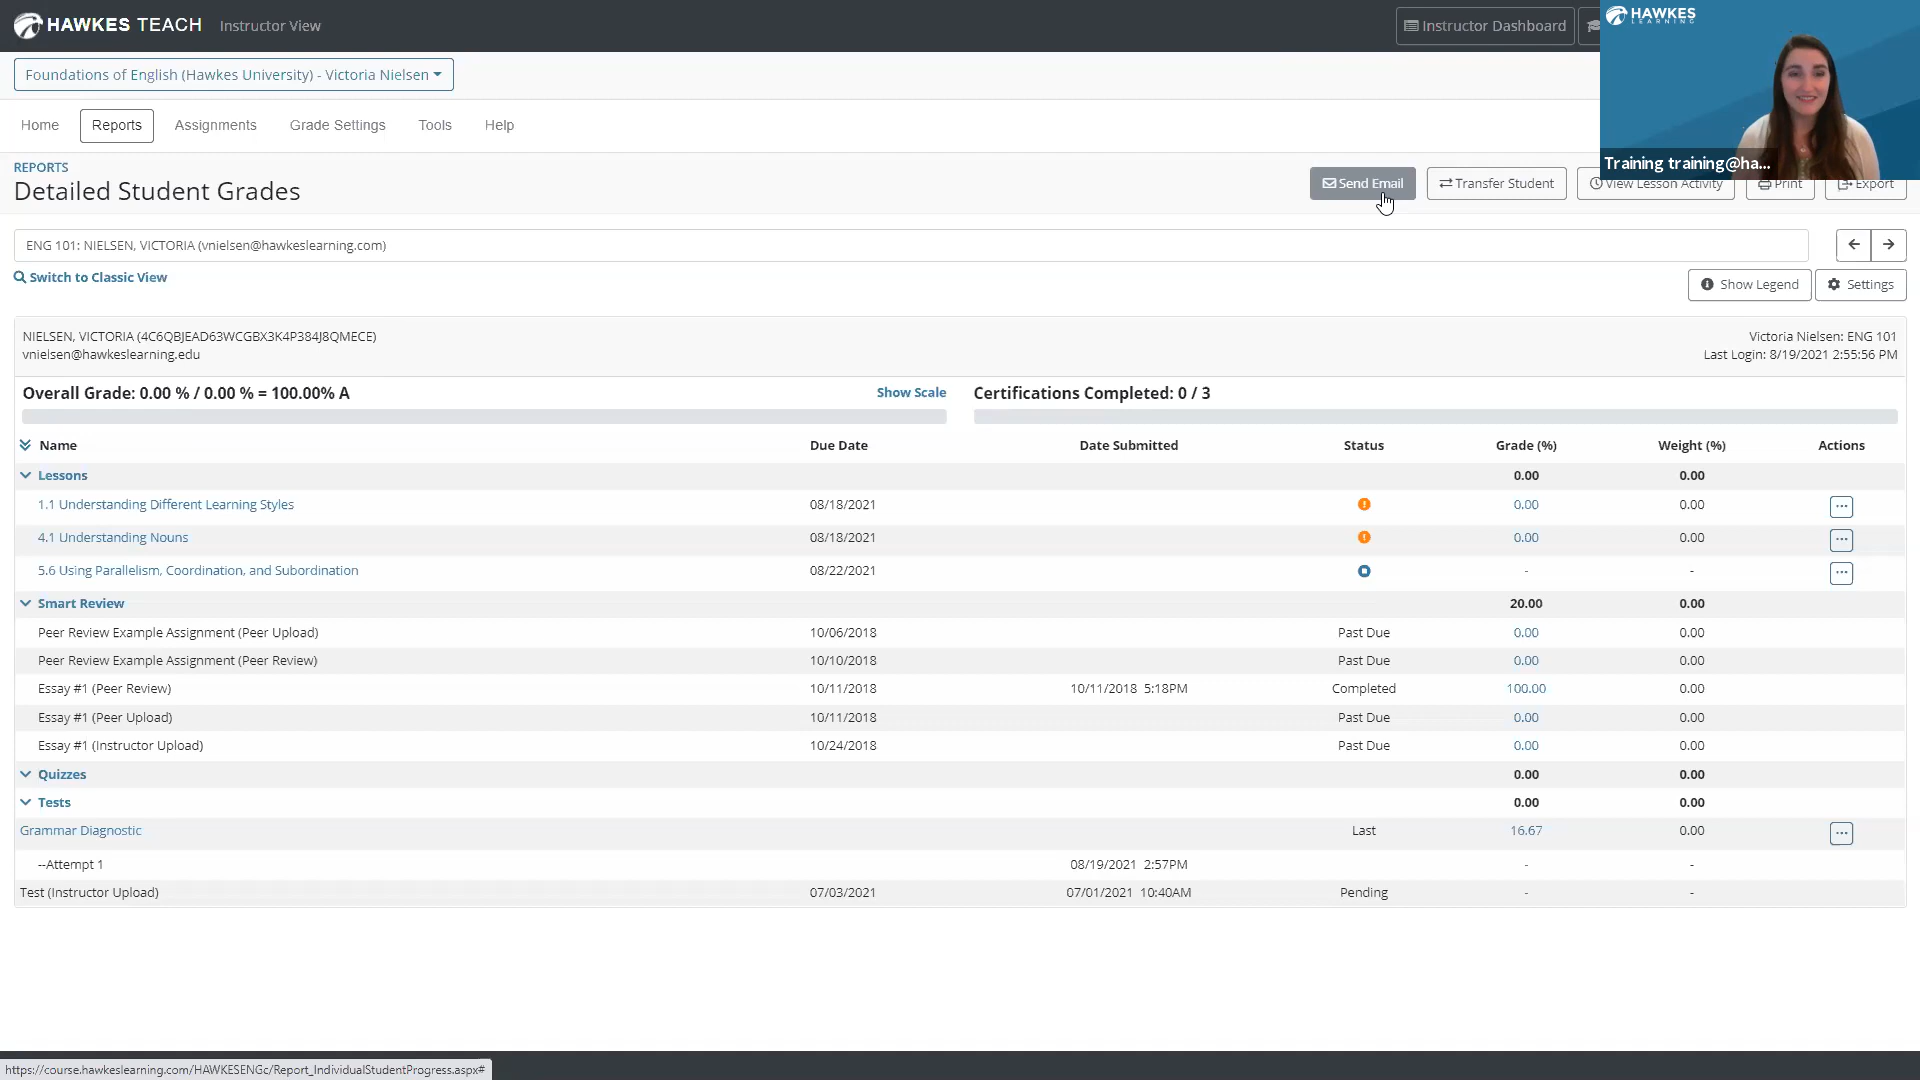 HAWKES TEACH Instructor View
Instructor Dashboard
HAWKES
LEARNING
Training training@ha...
Foundations of English (Hawkes University) - Victoria Nielsen
Home Reports Assignments Grade Settings Tools Help
REPORTS
Detailed Student Grades
Send Email Transfer Student View Lesson Activity Print Export
ENG 101: NIELSEN, VICTORIA (vnielsen@hawkeslearning.com)
Switch to Classic View
Show Legend Settings
NIELSEN, VICTORIA (4C6QBJEAD63WCGBX3K4P384J8QMECE) Victoria Nielsen: ENG 101
vnielsen@hawkeslearning.edu Last Login: 8/19/2021 2:55:56 PM
Overall Grade: 0.00 % / 0.00 % = 100.00% A Show Scale Certifications Completed: 0 / 3
Name Due Date Date Submitted Status Grade (%) Weight (%) Actions
Lessons 0.00 0.00
1.1 Understanding Different Learning Styles 08/18/2021 0.00 0.00
4.1 Understanding Nouns 08/18/2021 0.00 0.00
5.6 Using Parallelism, Coordination, and Subordination 08/22/2021 - -
Smart Review 20.00 0.00
Peer Review Example Assignment (Peer Upload) 10/06/2018 Past Due 0.00 0.00
Peer Review Example Assignment (Peer Review) 10/10/2018 Past Due 0.00 0.00
Essay #1 (Peer Review) 10/11/2018 10/11/2018 5:18PM Completed 100.00 0.00
Essay #1 (Peer Upload) 10/11/2018 Past Due 0.00 0.00
Essay #1 (Instructor Upload) 10/24/2018 Past Due 0.00 0.00
Quizzes 0.00 0.00
Tests 0.00 0.00
Grammar Diagnostic Last 16.67 0.00
--Attempt 1 08/19/2021 2:57PM - -
Test (Instructor Upload) 07/03/2021 07/01/2021 10:40AM Pending - -
https://course.hawkeslearning.com/HAWKESENGc/Report_IndividualStudentProgress.aspx#